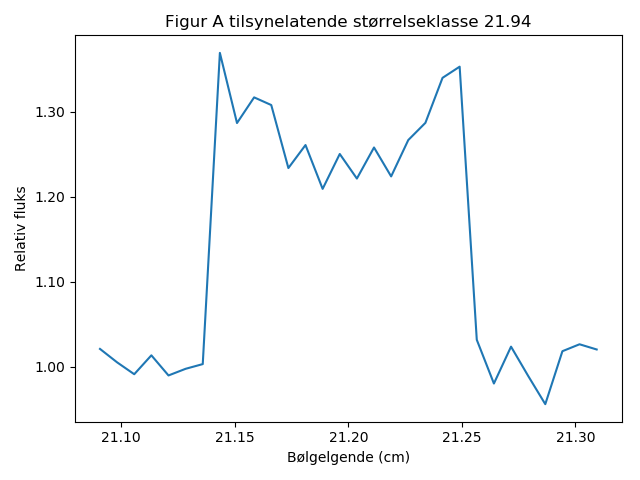 Figur A tilsynelatende størrelseklasse 21.94
Relativ fluks
1.30
1.20
1.10
1.00
21.10 21.15 21.20 21.25 21.30
Bølgelgende (cm)